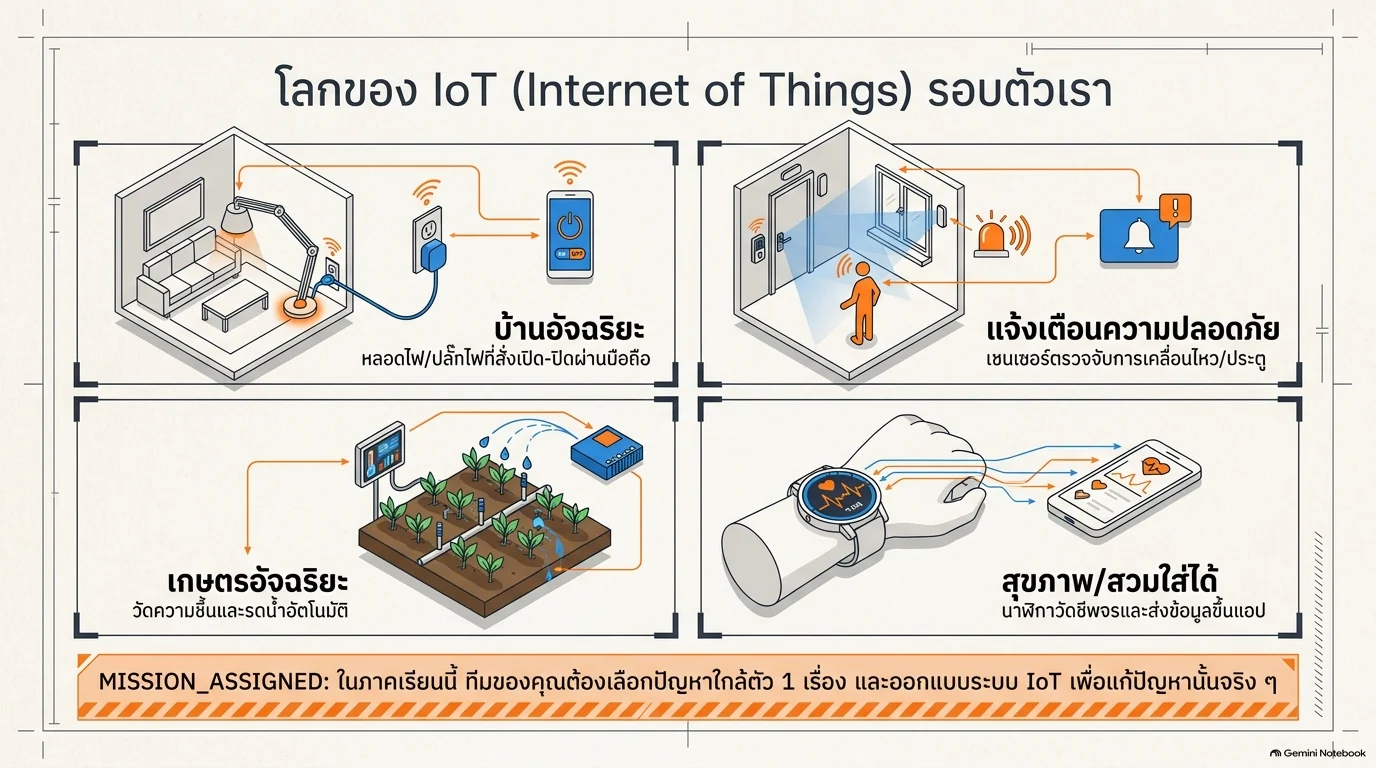 โลกของ IoT (Internet of Things) รอบตัวเรา
บ้านอัจฉริยะ
หลอดไฟ/ปลั๊กไฟที่สั่งเปิด-ปิดผ่านมือถือ
แจ้งเตือนความปลอดภัย
เซนเซอร์ตรวจจับการเคลื่อนไหว/ประตู
เกษตรอัจฉริยะ
วัดความชื้นและรดน้ำอัตโนมัติ
สุขภาพ/สวมใส่ได้
นาฬิกาวัดชีพจรและส่งข้อมูลขึ้นแอป
MISSION_ASSIGNED: ในภาคเรียนนี้ ทีมของคุณต้องเลือกปัญหาใกล้ตัว 1 เรื่อง และออกแบบระบบ IoT เพื่อแก้ปัญหานั้นจริง ๆ
Gemini Notebook